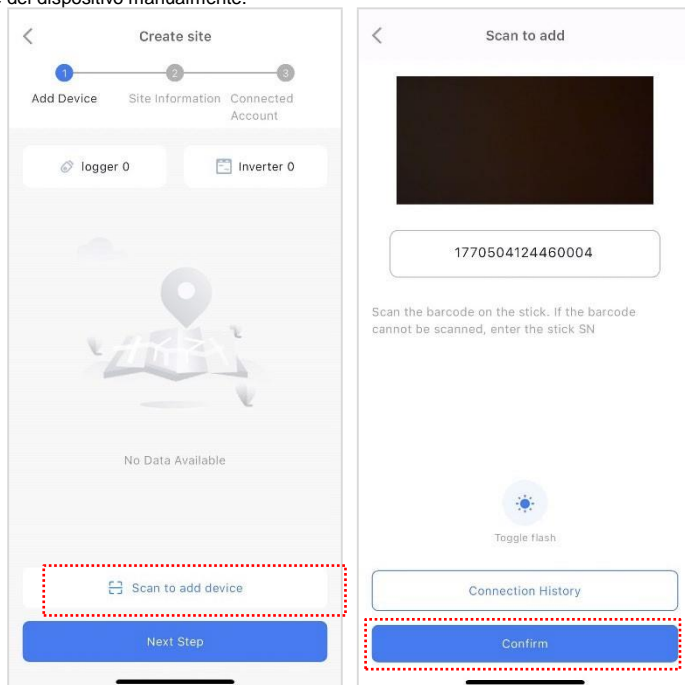 del dispositivo manualmente.
Create site
1 2 3
Add Device Site Information Connected
Account
logger 0 Inverter 0
No Data Available
Scan to add device
Next Step
Scan to add
1770504124460004
Scan the barcode on the stick. If the barcode
cannot be scanned, enter the stick SN
Toggle flash
Connection History
Confirm